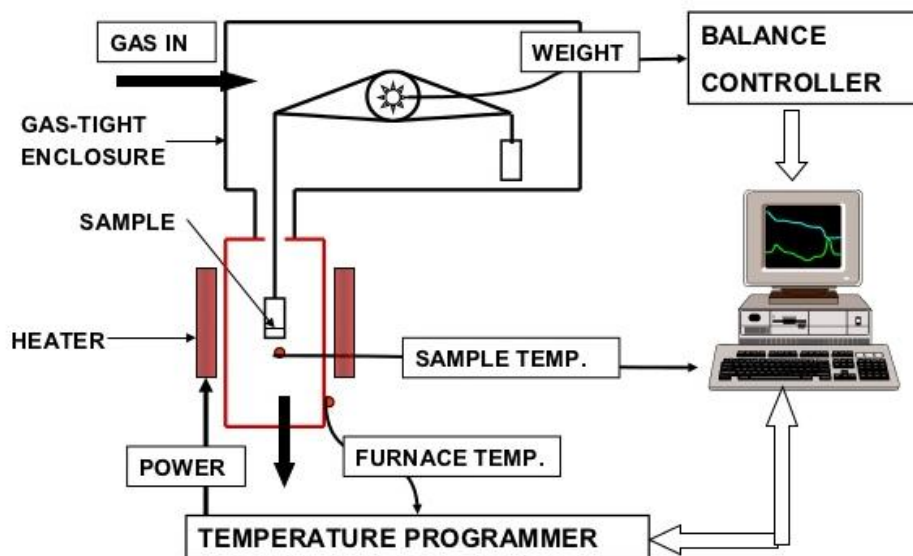 GAS IN
WEIGHT
BALANCE
CONTROLLER
GAS-TIGHT
ENCLOSURE
SAMPLE
HEATER
SAMPLE TEMP.
FURNACE TEMP.
POWER
TEMPERATURE PROGRAMMER